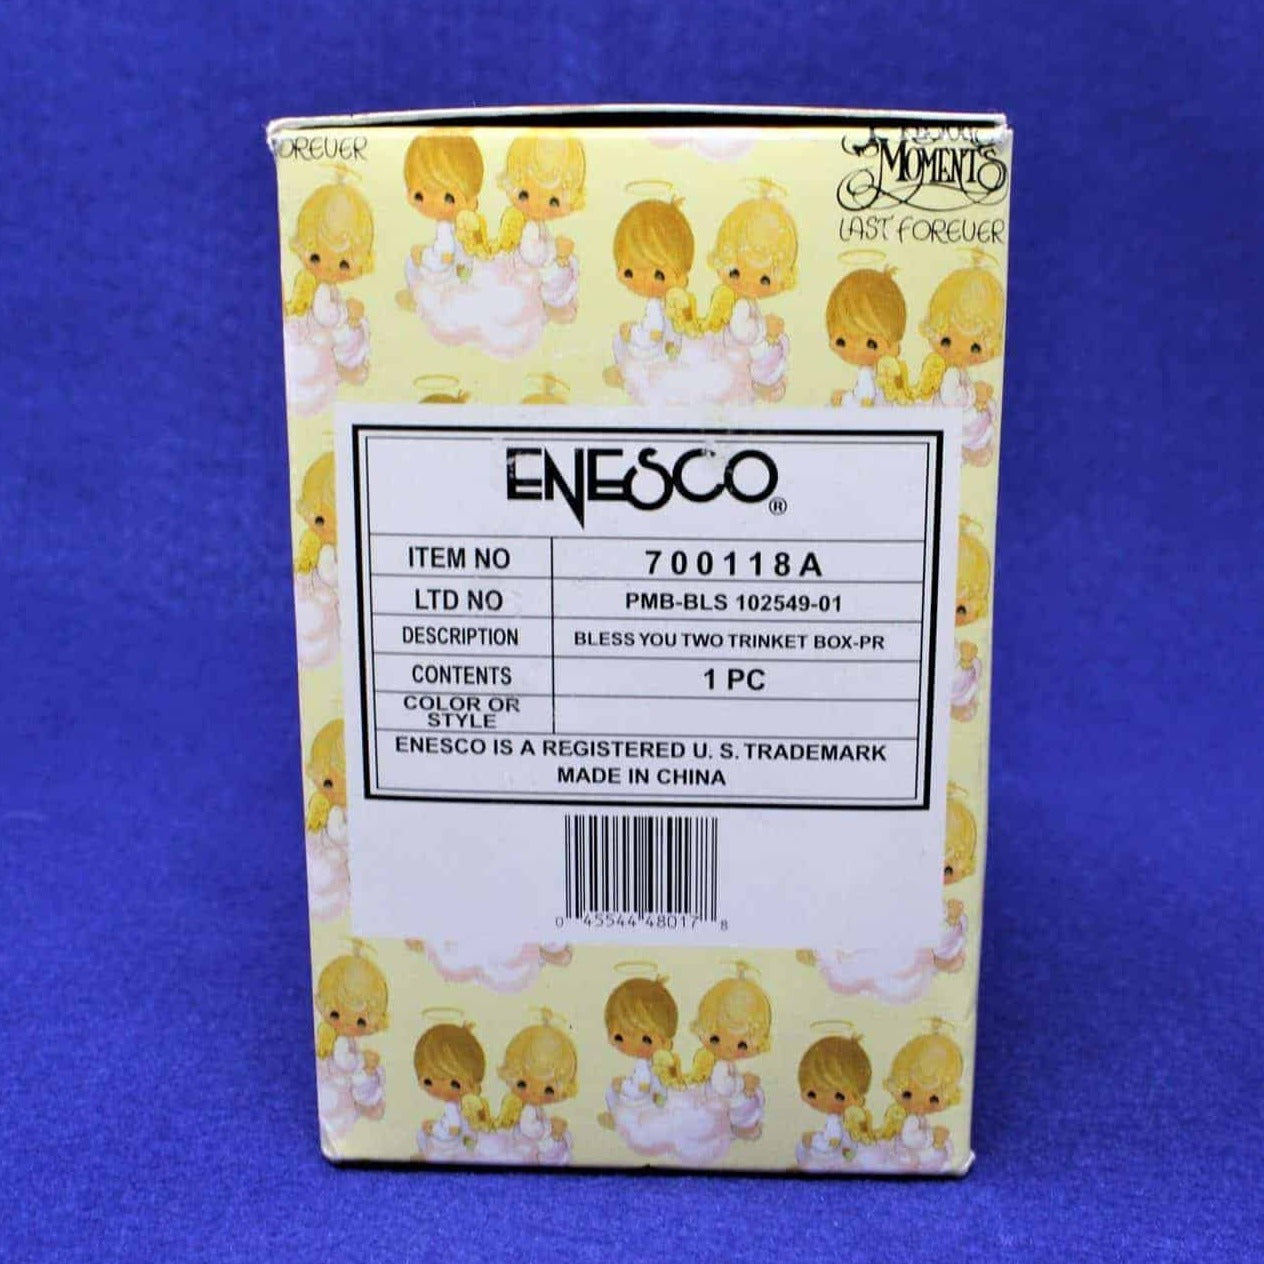 FOREVER
MOMENTS
LAST FOREVER
ENESCO®
ITEM NO 700118A
LTD NO PMB-BLS 102549-01
DESCRIPTION BLESS YOU TWO TRINKET BOX-PR
CONTENTS 1 PC
COLOR OR
STYLE
ENESCO IS A REGISTERED U. S. TRADEMARK
MADE IN CHINA
0 45544 48017 8